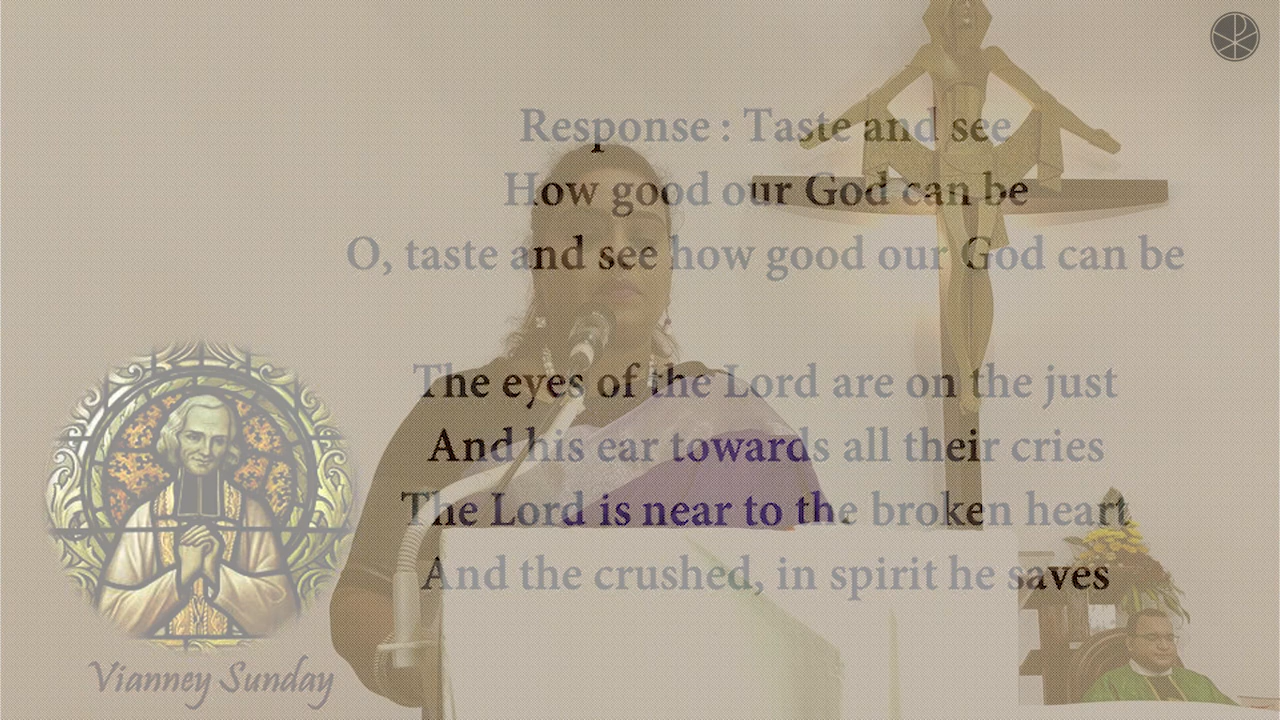 Response : Taste and see
How good our God can be
O, taste and see how good our God can be
The eyes of the Lord are on the just
And his ear towards all their cries
The Lord is near to the broken heart
And the crushed, in spirit he saves
Vianney Sunday